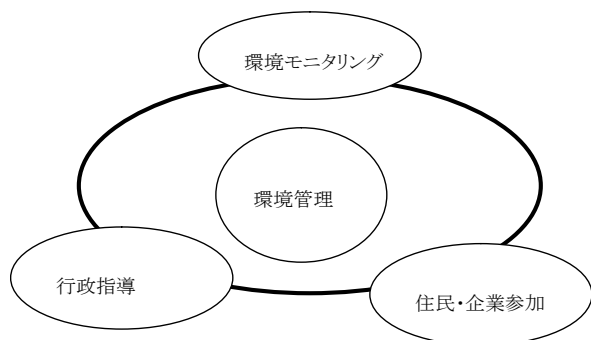 環境モニタリング
環境管理
行政指導
住民・企業参加